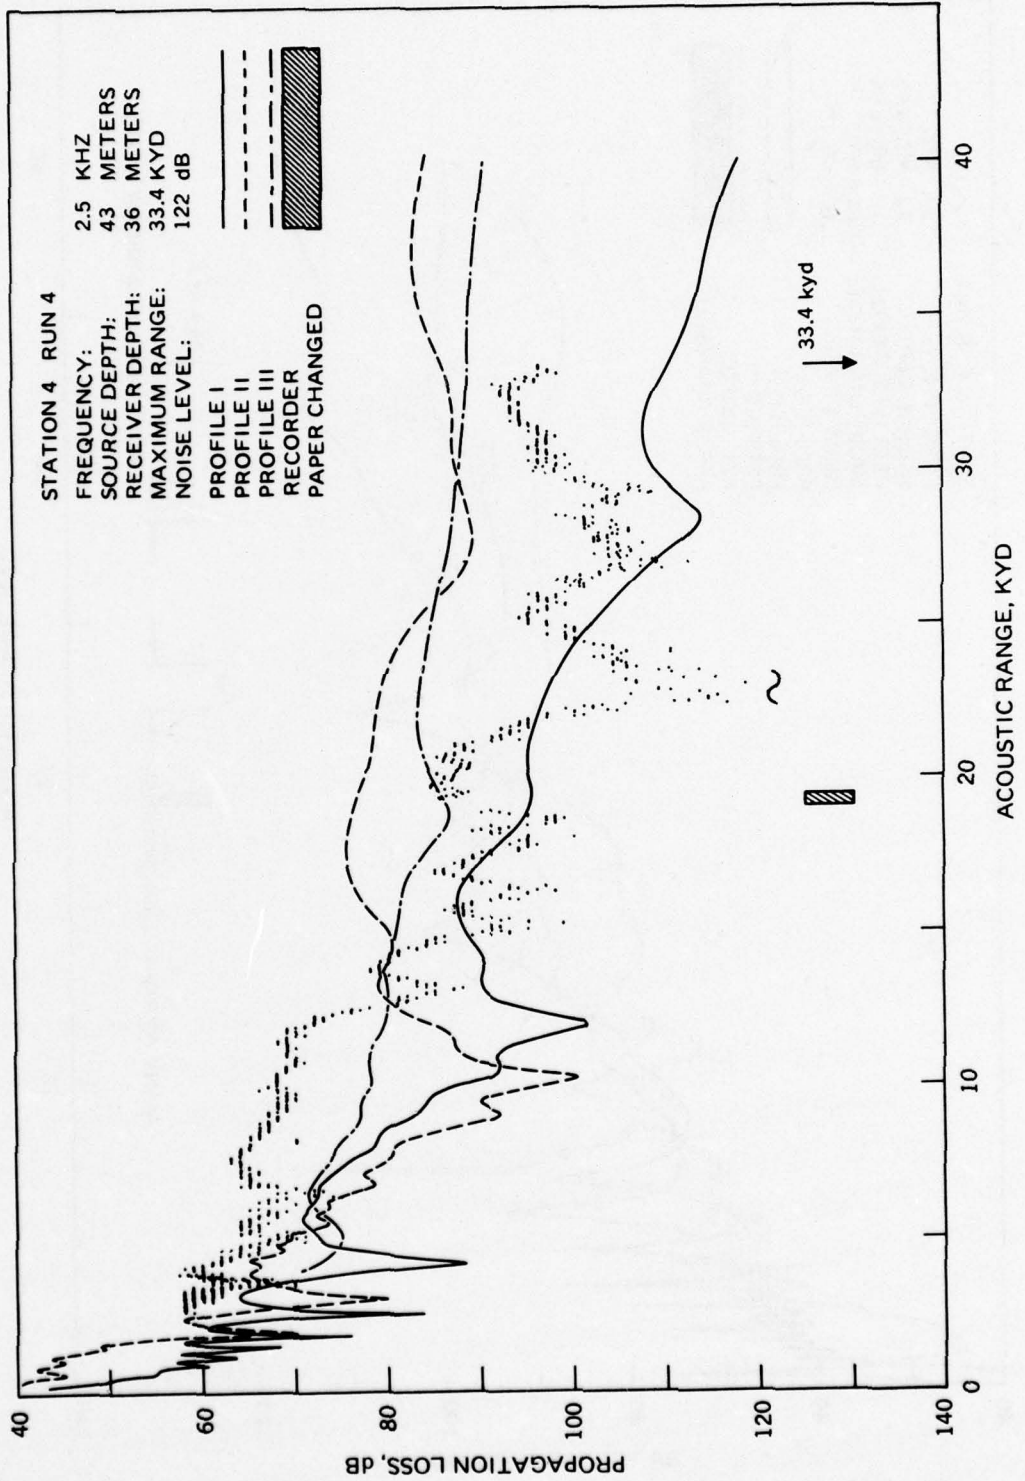 STATION 4 RUN 4
FREQUENCY: 2.5 KHZ
SOURCE DEPTH: 43 METERS
RECEIVER DEPTH: 36 METERS
MAXIMUM RANGE: 33.4 KYD
NOISE LEVEL: 122 dB
PROFILE I
PROFILE II
PROFILE III
RECORDER
PAPER CHANGED
40
60
80
100
120
140
PROPAGATION LOSS, dB
33.4 kyd
0
10
20
30
40
ACOUSTIC RANGE, KYD